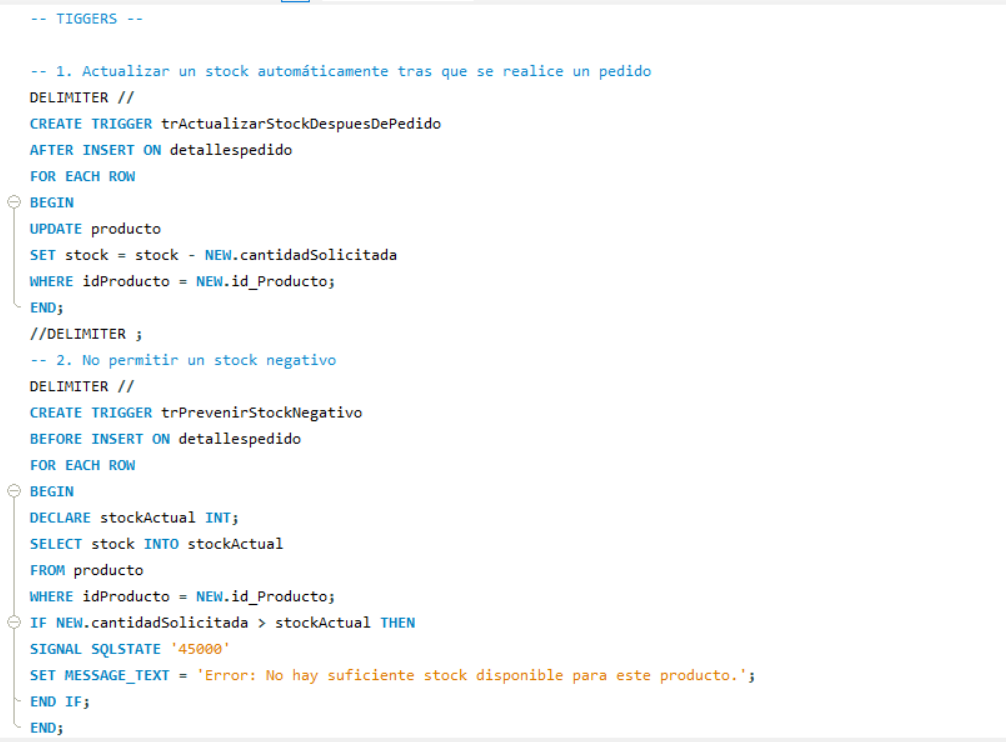 -- TIGGERS --
-- 1. Actualizar un stock automáticamente tras que se realice un pedido
DELIMITER //
CREATE TRIGGER trActualizarStockDespuesDePedido
AFTER INSERT ON detallespedido
FOR EACH ROW
BEGIN
UPDATE producto
SET stock = stock - NEW.cantidadSolicitada
WHERE idProducto = NEW.id_Producto;
END;
//DELIMITER ;
-- 2. No permitir un stock negativo
DELIMITER //
CREATE TRIGGER trPrevenirStockNegativo
BEFORE INSERT ON detallespedido
FOR EACH ROW
BEGIN
DECLARE stockActual INT;
SELECT stock INTO stockActual
FROM producto
WHERE idProducto = NEW.id_Producto;
IF NEW.cantidadSolicitada > stockActual THEN
SIGNAL SQLSTATE '45000'
SET MESSAGE_TEXT = 'Error: No hay suficiente stock disponible para este producto.';
END IF;
END;